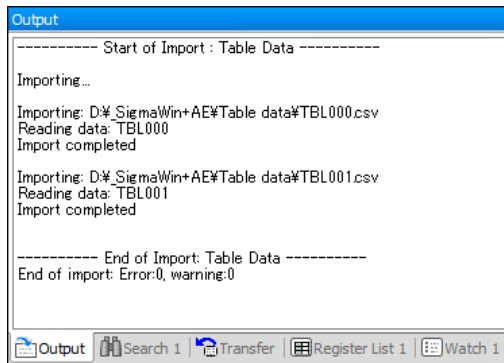 Output
---------- Start of Import : Table Data ----------
Importing...
Importing: D:¥_SigmaWin+AE¥Table data¥TBL000.csv
Reading data: TBL000
Import completed
Importing: D:¥_SigmaWin+AE¥Table data¥TBL001.csv
Reading data: TBL001
Import completed
---------- End of Import: Table Data ----------
End of import: Error:0, warning:0
Output Search 1 Transfer Register List 1 Watch 1